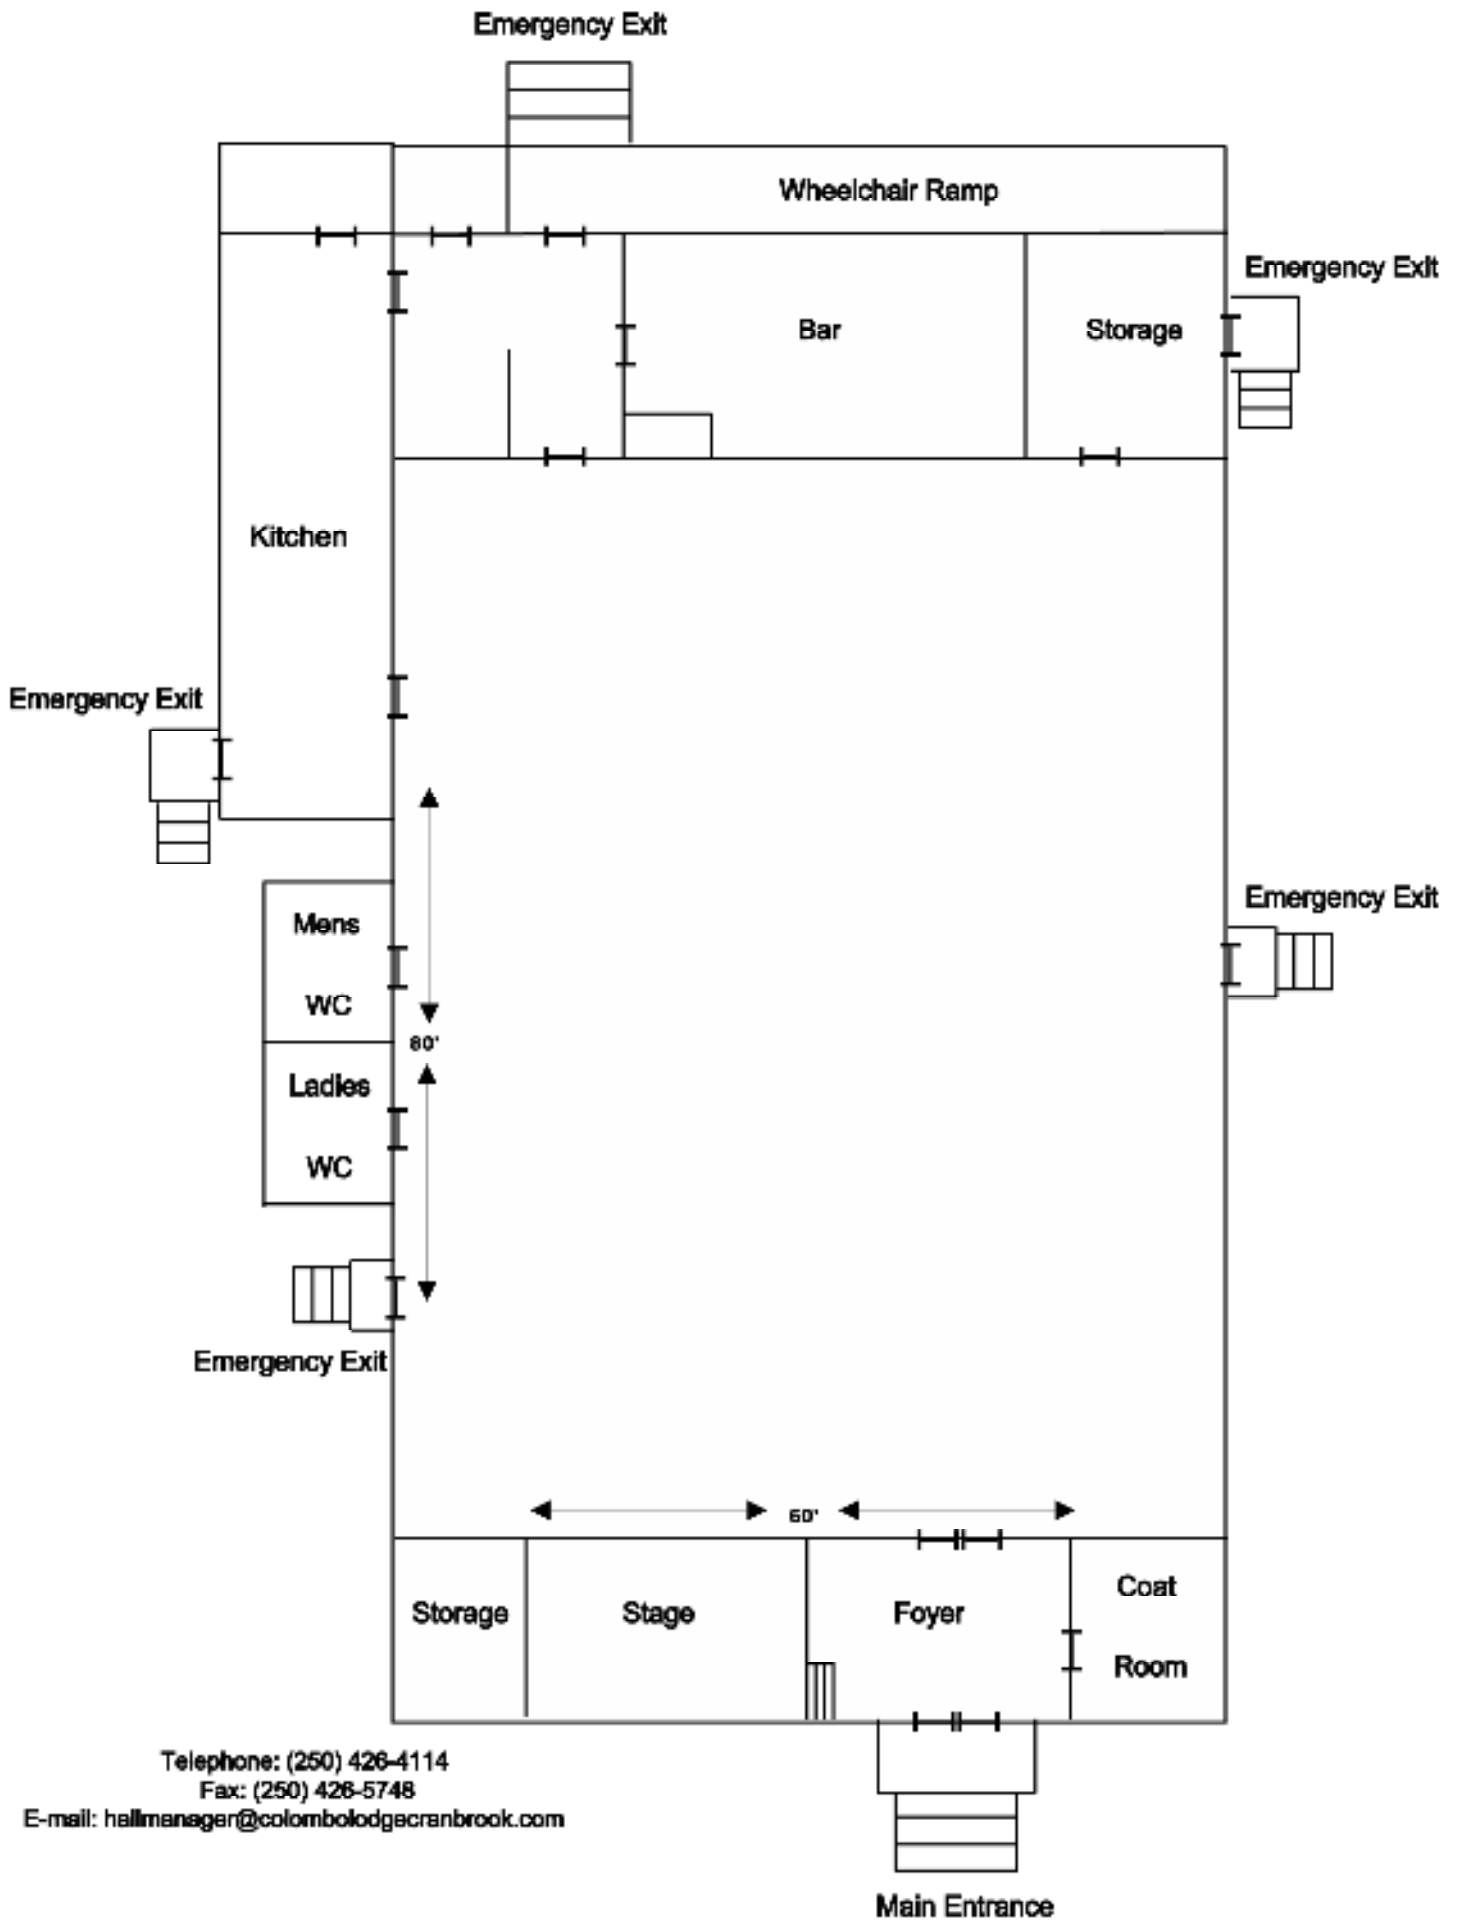 Emergency Exit
Wheelchair Ramp
Emergency Exit
Bar
Storage
Kitchen
Emergency Exit
Emergency Exit
Mens
WC
80'
Ladies
WC
Emergency Exit
60'
Storage
Stage
Foyer
Coat
Room
Telephone: (250) 426-4114
Fax: (250) 426-5748
E-mail: hallmanager@colombolodgecranbrook.com
Main Entrance